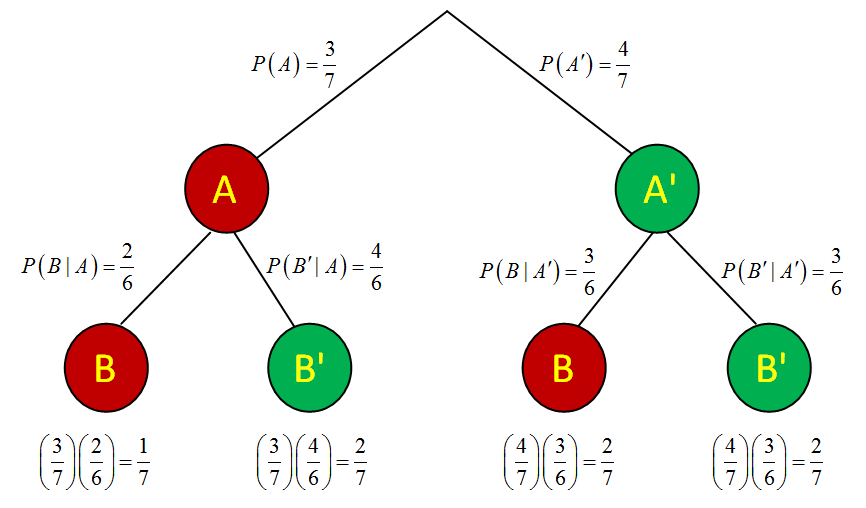 P(A) = 3/7
P(A′) = 4/7
A
A'
P(B | A) = 2/6
P(B′ | A) = 4/6
P(B | A′) = 3/6
P(B′ | A′) = 3/6
B
B'
B
B'
(3/7)(2/6) = 1/7
(3/7)(4/6) = 2/7
(4/7)(3/6) = 2/7
(4/7)(3/6) = 2/7